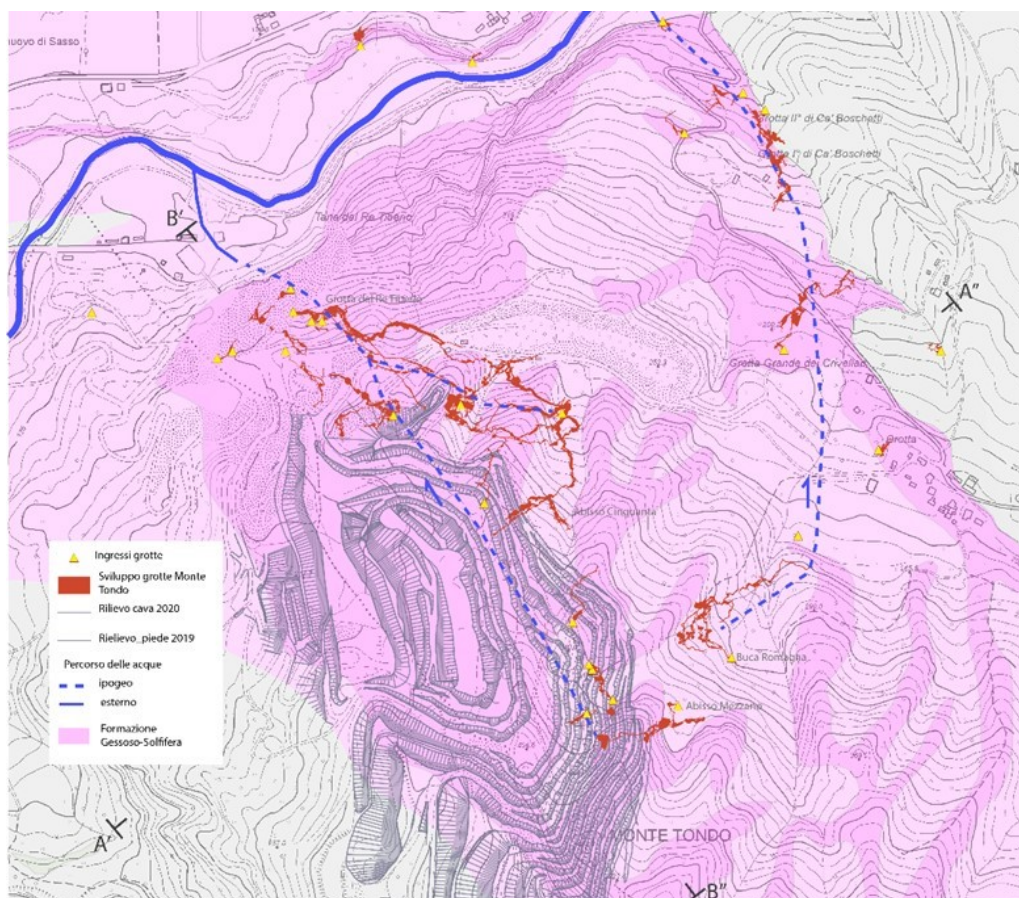 nuovo di Sasso
Grotta II° di Ca' Boschetti
Grotta I° di Ca' Boschetti
Tana del Re Tiberio
B'
A''
Grotta del Re Tiberio
Grotta Grande dei Crivellari
Grotta
Abisso Cinquanta
Ingressi grotte
Sviluppo grotte Monte
Tondo
Rilievo cava 2020
Rielievo_piede 2019
Percorso delle acque
ipogeo
esterno
Formazione
Gessoso-Solfifera
Buca Romagna
Abisso Mezzano
A'
MONTE TONDO
B''